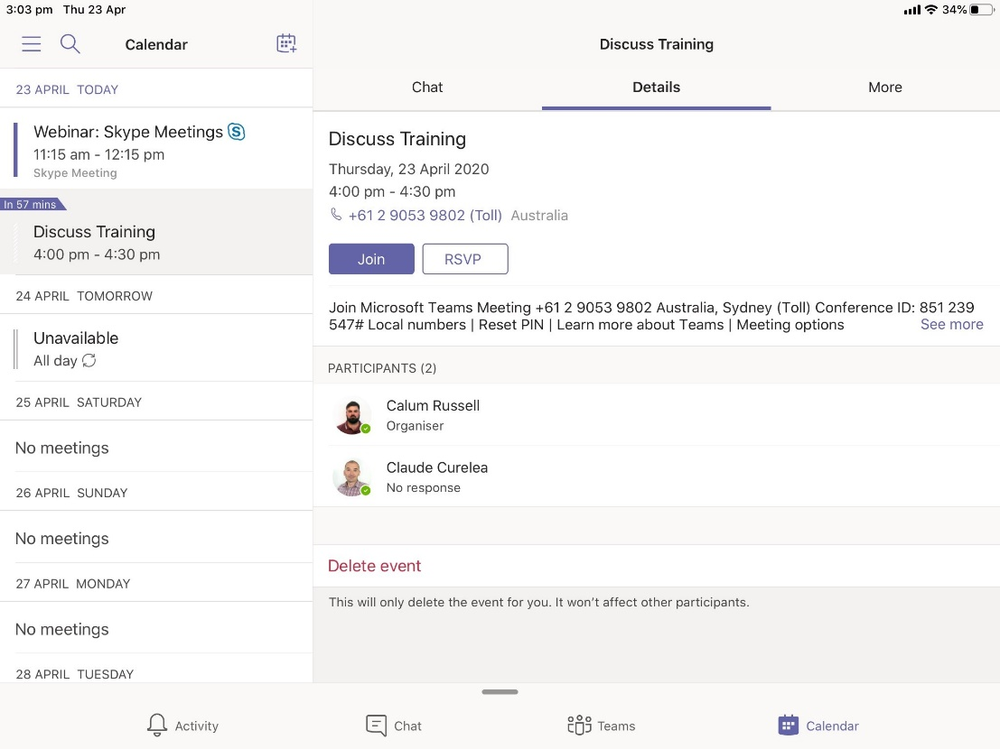 3:03 pm Thu 23 Apr
34%
Calendar
23 APRIL TODAY
Webinar: Skype Meetings S
11:15 am - 12:15 pm
Skype Meeting
In 57 mins
Discuss Training
4:00 pm - 4:30 pm
24 APRIL TOMORROW
Unavailable
All day
25 APRIL SATURDAY
No meetings
26 APRIL SUNDAY
No meetings
27 APRIL MONDAY
No meetings
28 APRIL TUESDAY
Discuss Training
Chat Details More
Discuss Training
Thursday, 23 April 2020
4:00 pm - 4:30 pm
+61 2 9053 9802 (Toll) Australia
Join RSVP
Join Microsoft Teams Meeting +61 2 9053 9802 Australia, Sydney (Toll) Conference ID: 851 239
547# Local numbers | Reset PIN | Learn more about Teams | Meeting options See more
PARTICIPANTS (2)
Calum Russell
Organiser
Claude Curelea
No response
Delete event
This will only delete the event for you. It won’t affect other participants.
Activity Chat Teams Calendar